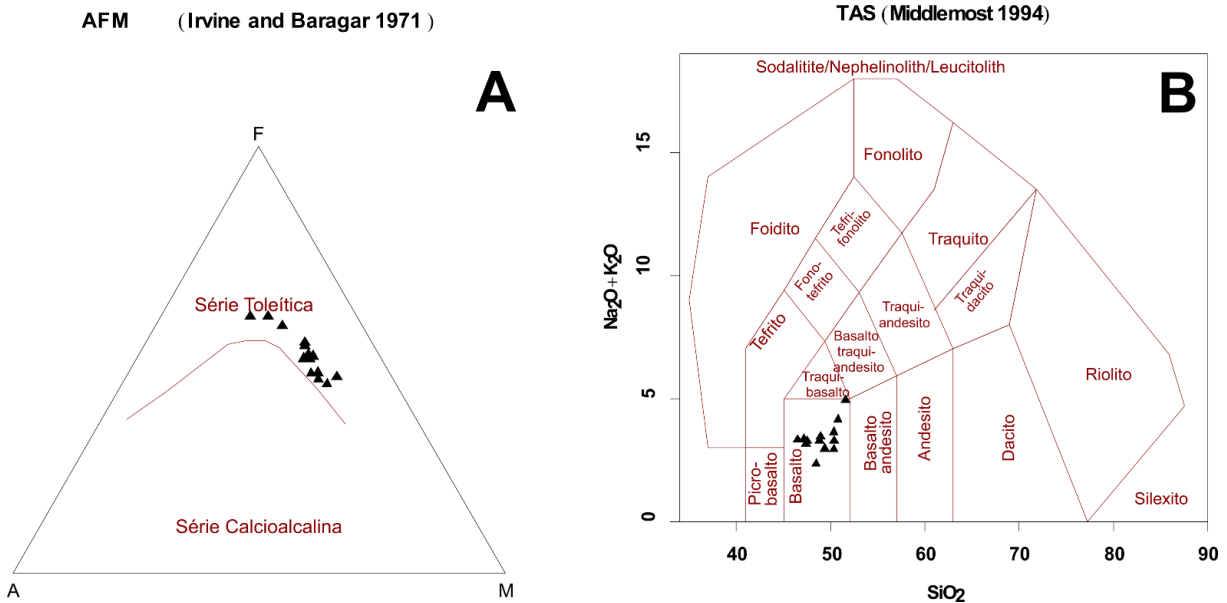 AFM (Irvine and Baragar 1971)
A
F
Série Toleítica
Série Calcioalcalina
A
M
TAS (Middlemost 1994)
B
Sodalitite/Nephelinolith/Leucitolith
Fonolito
Foidito
Tefri-
fonolito
Traquito
Fono-
tefrito
Traqui-
dacito
Tefrito
Traqui-
andesito
Basalto
traqui-
andesito
Traqui-
basalto
Riolito
Picro-
basalto
Basalto
Basalto
andesito
Andesito
Dacito
Silexito
Na₂O+K₂O
0
5
10
15
40
50
60
70
80
90
SiO₂